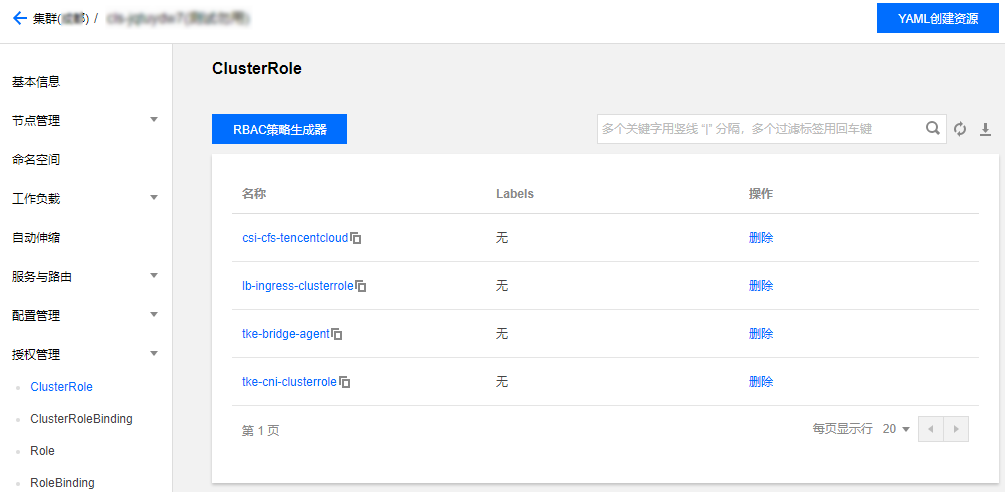 集群( ) /
YAML创建资源
基本信息
节点管理
命名空间
工作负载
自动伸缩
服务与路由
配置管理
授权管理
ClusterRole
ClusterRoleBinding
Role
RoleBinding
ClusterRole
RBAC策略生成器
多个关键字用竖线 "|" 分隔，多个过滤标签用回车键
名称 Labels 操作
csi-cfs-tencentcloud 无 删除
lb-ingress-clusterrole 无 删除
tke-bridge-agent 无 删除
tke-cni-clusterrole 无 删除
第 1 页 每页显示行 20